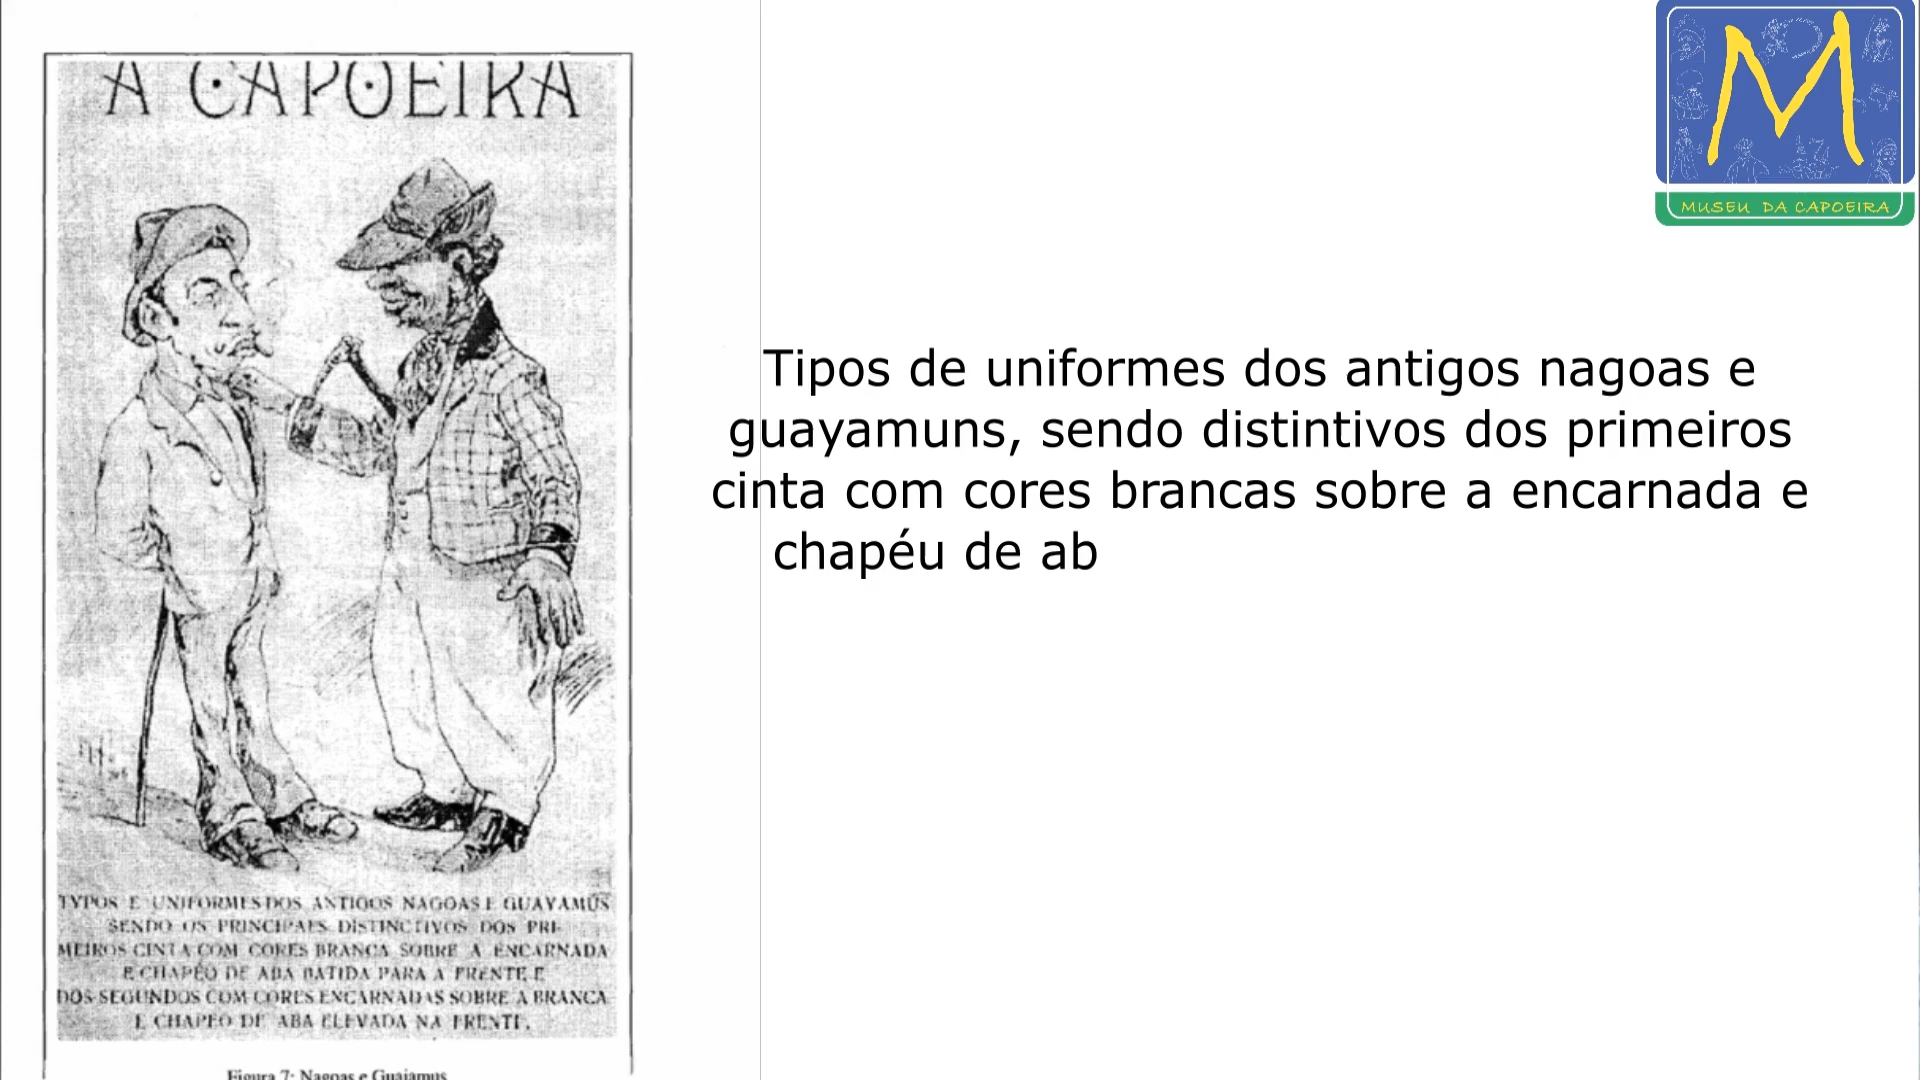 A CAPOEIRA
TYPOS E UNIFORMES DOS ANTIGOS NAGOAS E GUAYAMÚS
SENDO OS PRINCIPAES DISTINCTIVOS DOS PRI-
MEIROS CINTA COM CORES BRANCA SOBRE A ENCARNADA
E CHAPÉO DE ABA BATIDA PARA A FRENTE E
DOS SEGUNDOS COM CORES ENCARNADAS SOBRE A BRANCA
E CHAPEO DE ABA ELEVADA NA FRENTE.
Figura 7: Nagoas e Guaiamus
MUSEU DA CAPOEIRA
Tipos de uniformes dos antigos nagoas e
guayamuns, sendo distintivos dos primeiros
cinta com cores brancas sobre a encarnada e
chapéu de ab